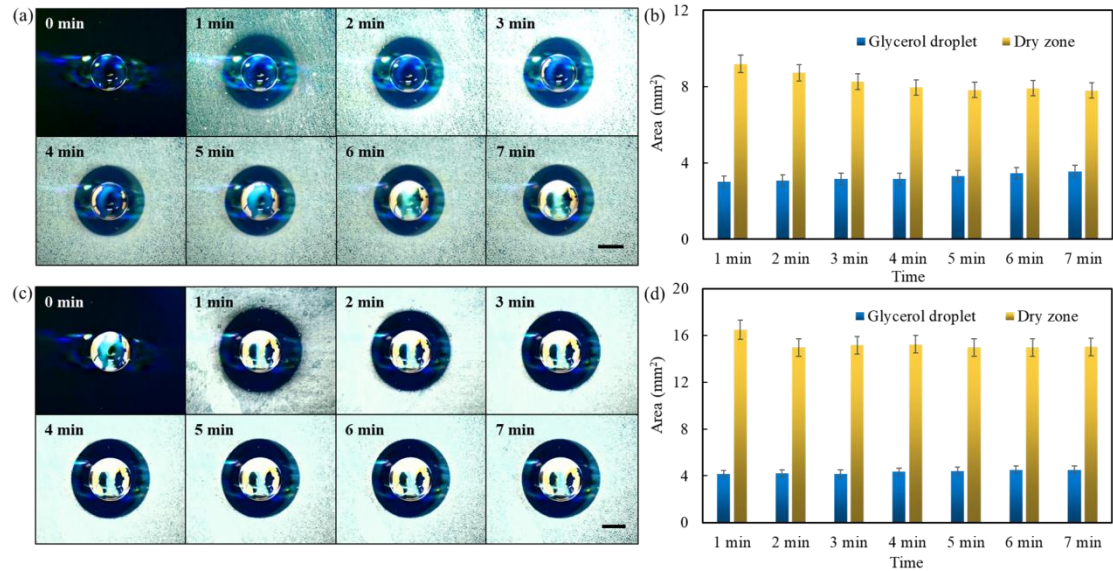 (a)
0 min
1 min
2 min
3 min
4 min
5 min
6 min
7 min
(b)
12
8
4
0
Area (mm²)
Glycerol droplet
Dry zone
1 min 2 min 3 min 4 min 5 min 6 min 7 min
Time
(c)
0 min
1 min
2 min
3 min
4 min
5 min
6 min
7 min
(d)
20
16
12
8
4
0
Area (mm²)
Glycerol droplet
Dry zone
1 min 2 min 3 min 4 min 5 min 6 min 7 min
Time